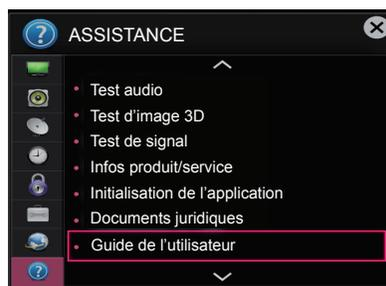 ASSISTANCE
Test audio
Test d'image 3D
Test de signal
Infos produit/service
Initialisation de l'application
Documents juridiques
Guide de l'utilisateur